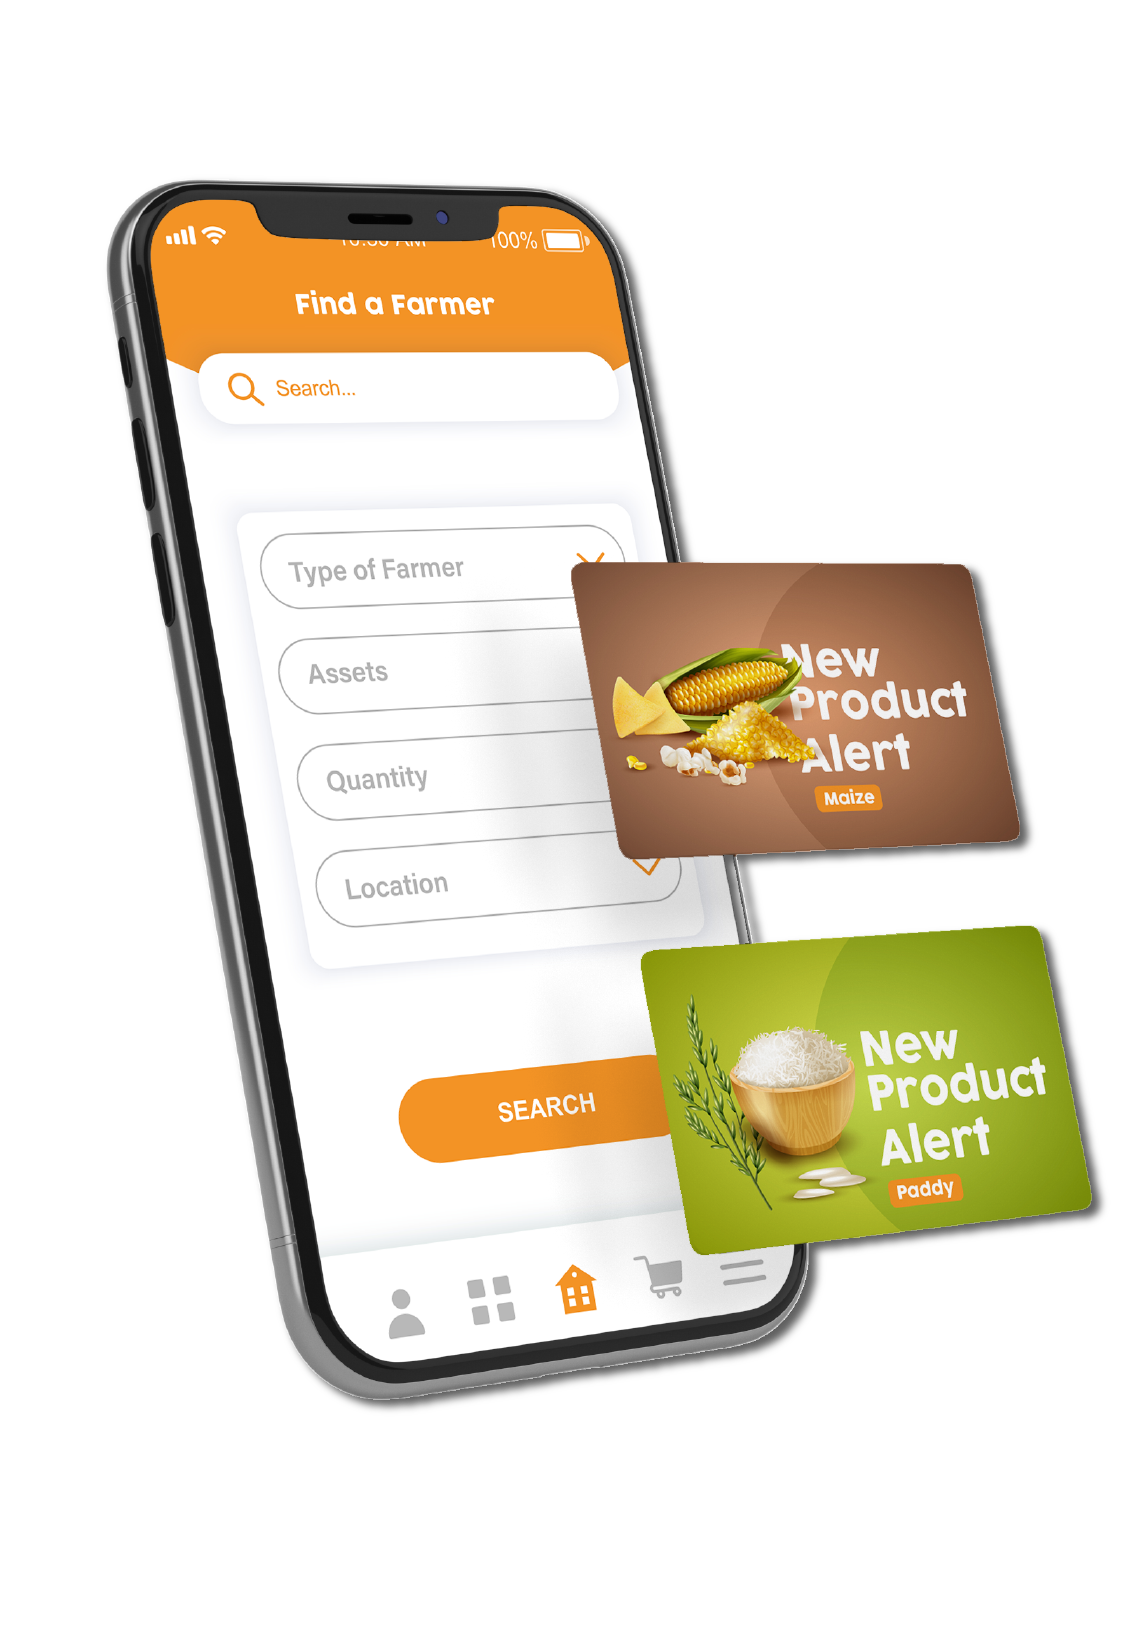 100%
Find a Farmer
Search...
Type of Farmer
Assets
Quantity
Location
SEARCH
New
Product
Alert
Maize
New
Product
Alert
Paddy